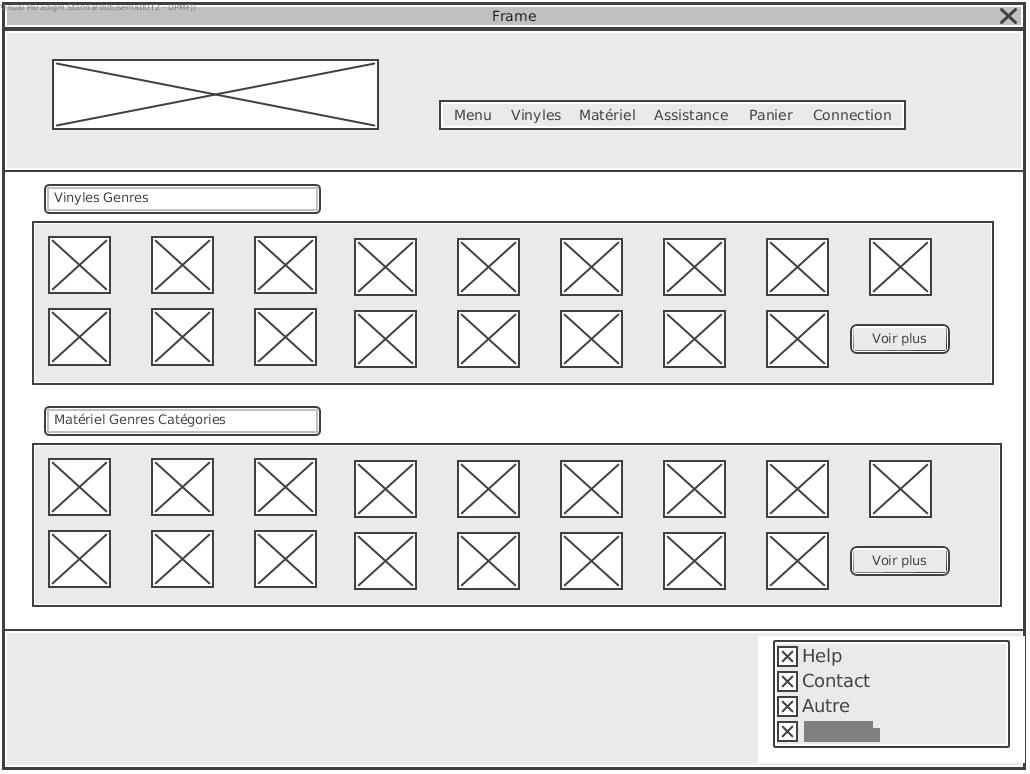 Visual Paradigm Standard(dusema(IUT2 - UPMF))
Frame
Menu Vinyles Matériel Assistance Panier Connection
Vinyles Genres
Voir plus
Matériel Genres Catégories
Voir plus
Help
Contact
Autre